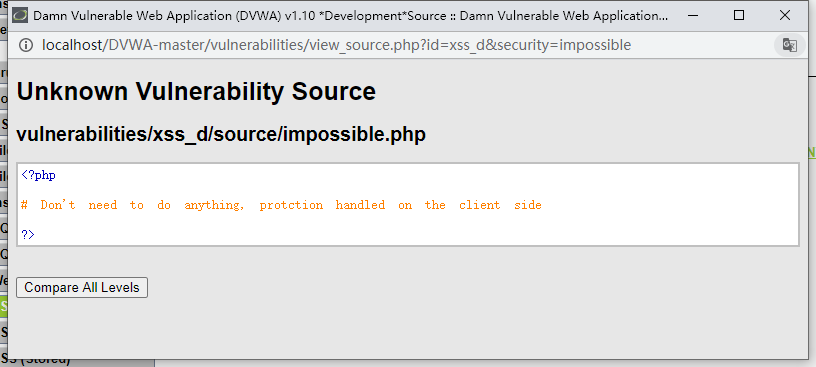 Damn Vulnerable Web Application (DVWA) v1.10 *Development*Source :: Damn Vulnerable Web Application...
localhost/DVWA-master/vulnerabilities/view_source.php?id=xss_d&security=impossible
Unknown Vulnerability Source
vulnerabilities/xss_d/source/impossible.php
<?php
# Don't need to do anything, protction handled on the client side
?>
Compare All Levels
SS (Stored)